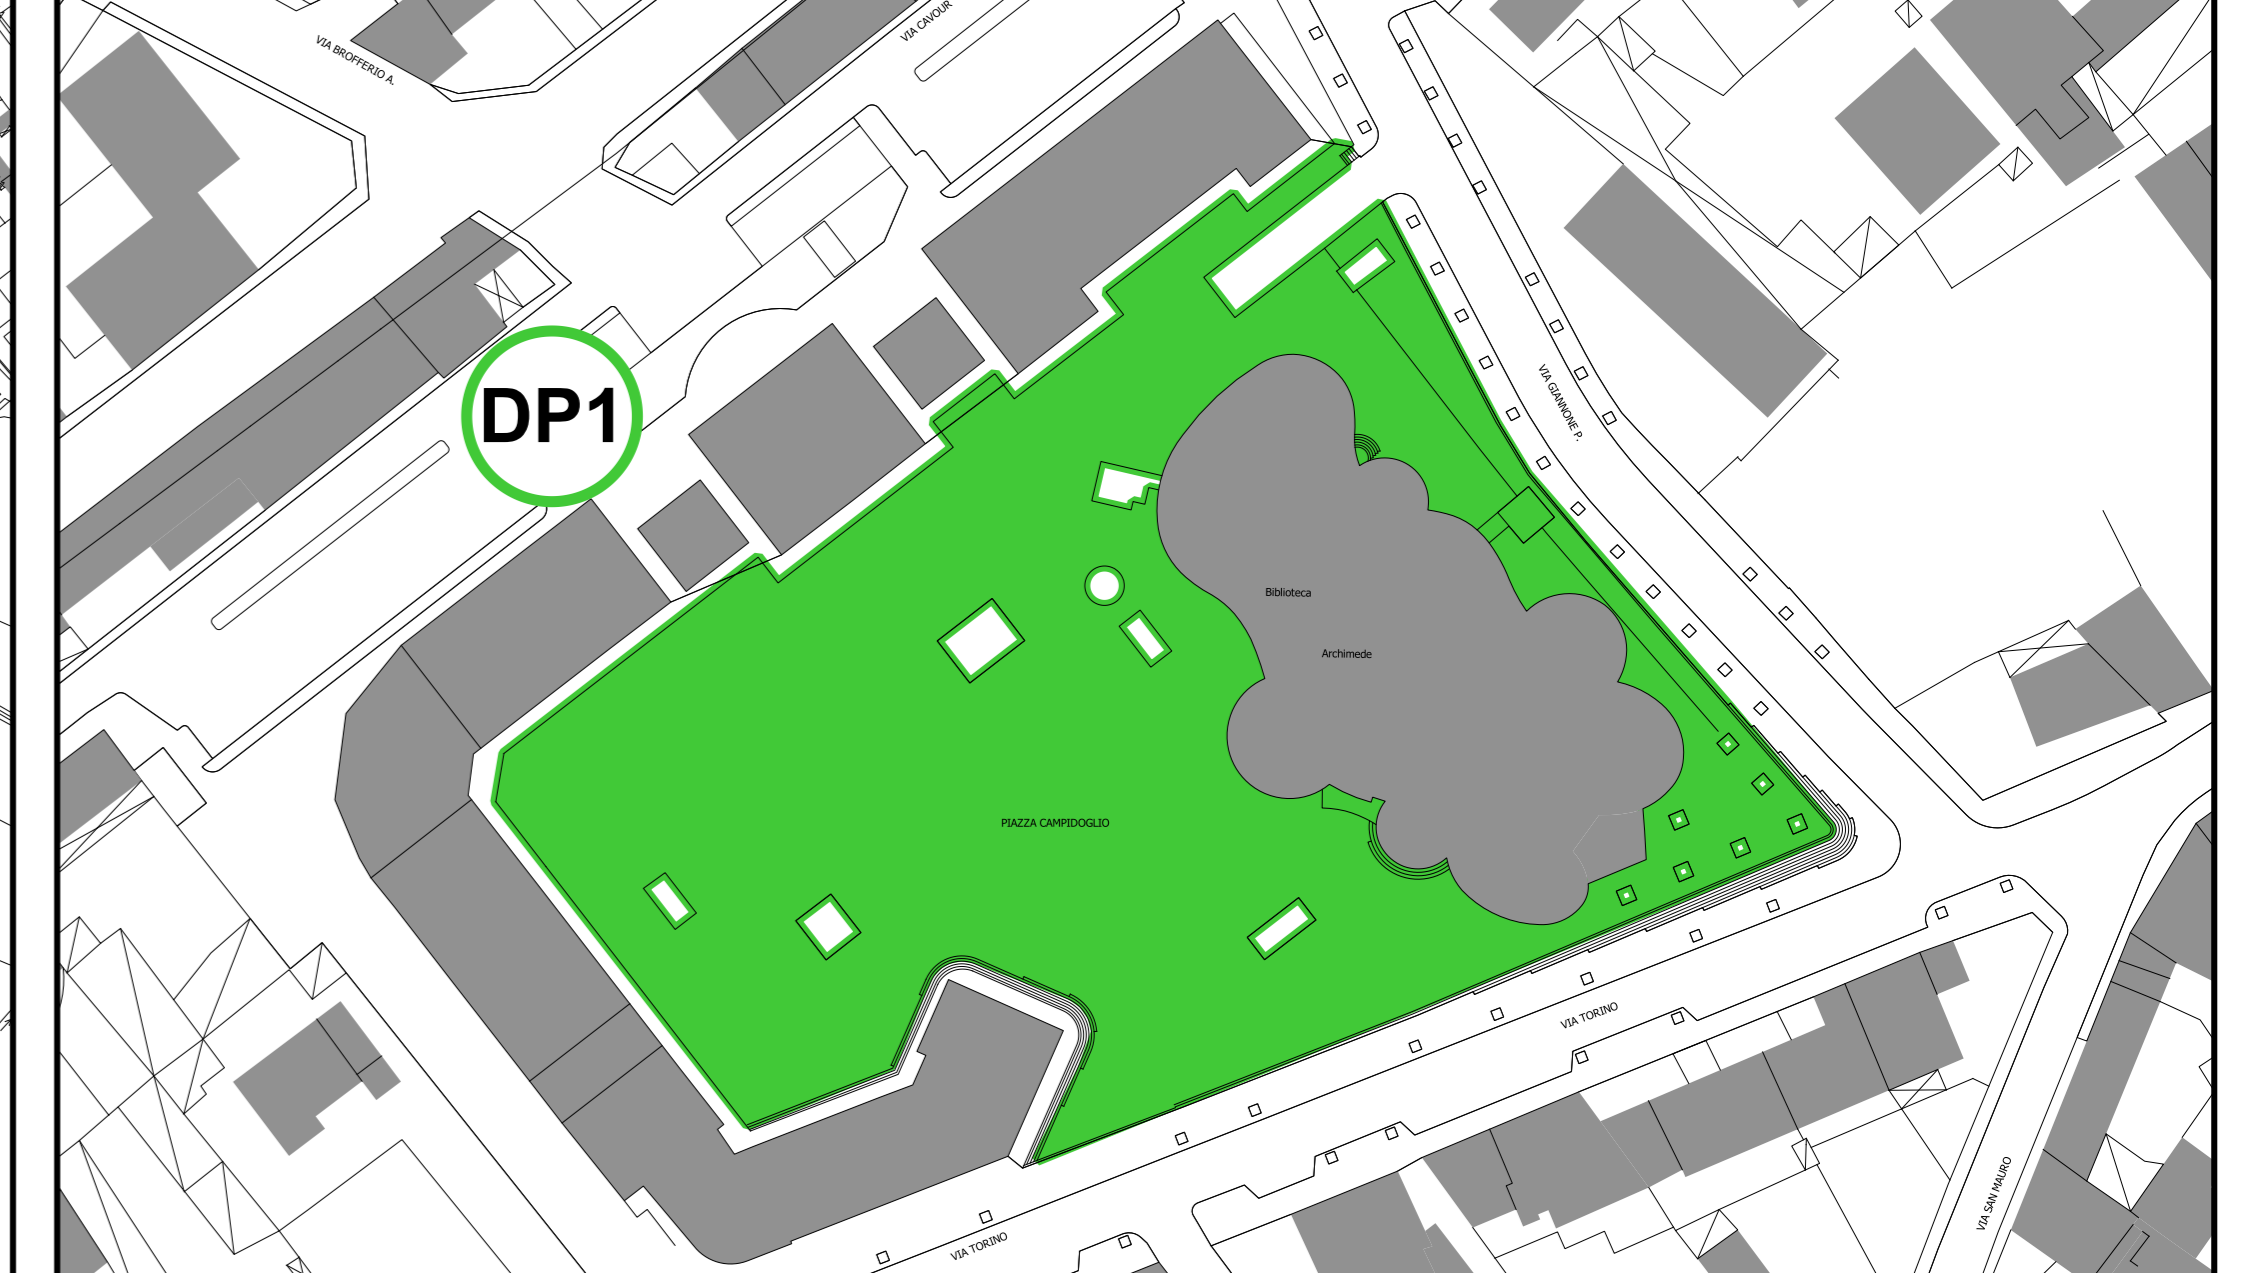 VIA BROFFERIO A.
VIA CAVOUR
DP1
VIA GIANNONE P.
Biblioteca
Archimede
PIAZZA CAMPIDOGLIO
VIA TORINO
VIA TORINO
VIA SAN MAURO